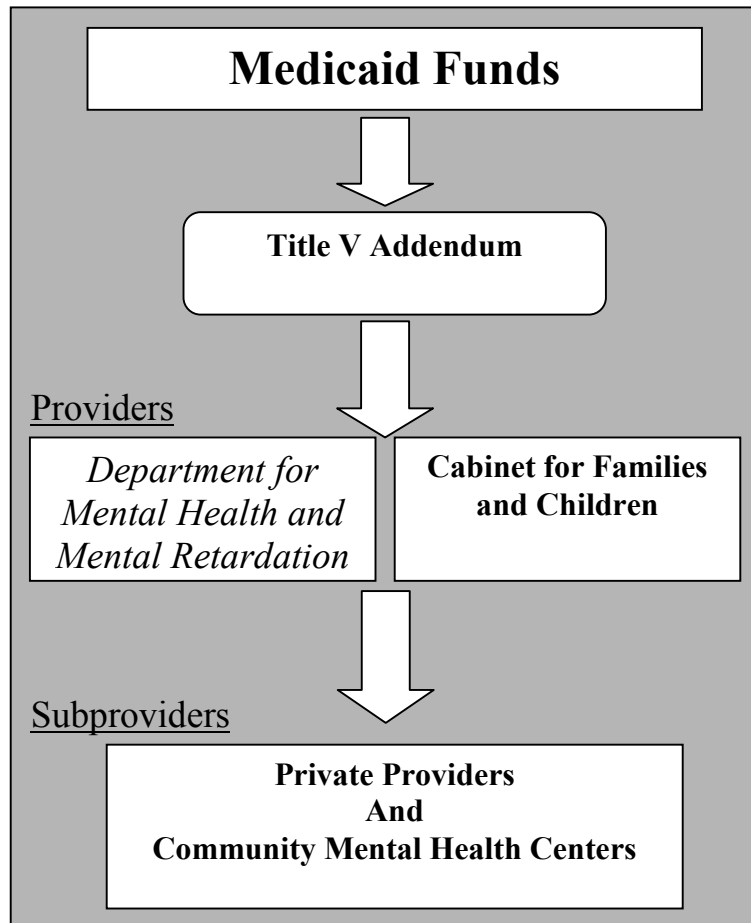 Medicaid Funds
Title V Addendum
Providers
Department for
Mental Health and
Mental Retardation
Cabinet for Families
and Children
Subproviders
Private Providers
And
Community Mental Health Centers